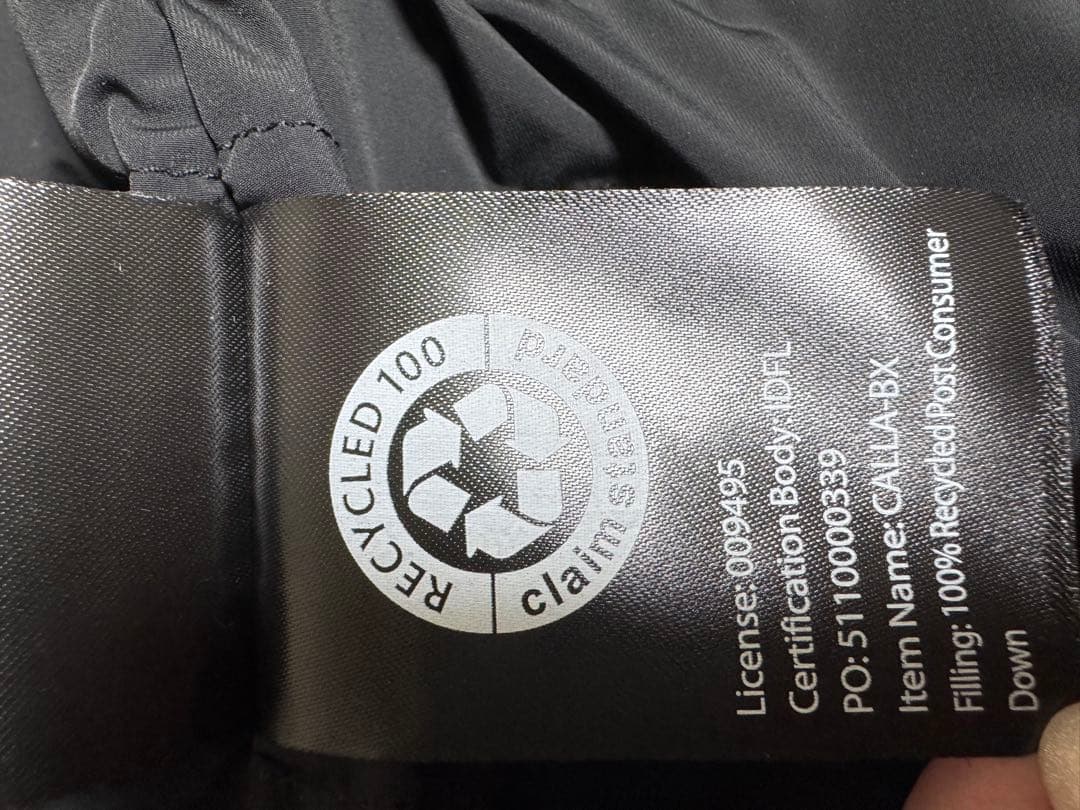 RECYCLED 100
claim standard
License: 009495
Certification Body: IDFL
PO: 511000339
Item Name: CALLA-BX
Filling: 100% Recycled Post Consumer
Down